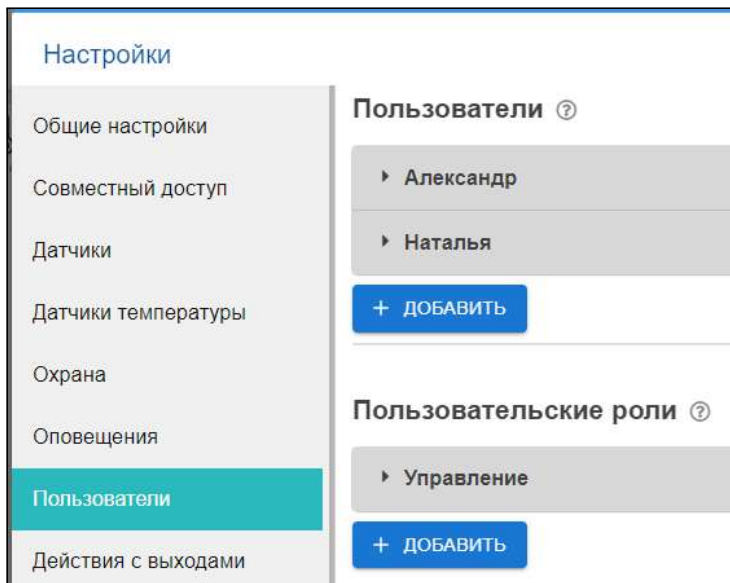 Настройки
Общие настройки
Совместный доступ
Датчики
Датчики температуры
Охрана
Оповещения
Пользователи
Действия с выходами
Пользователи ?
Александр
Наталья
+ ДОБАВИТЬ
Пользовательские роли ?
Управление
+ ДОБАВИТЬ